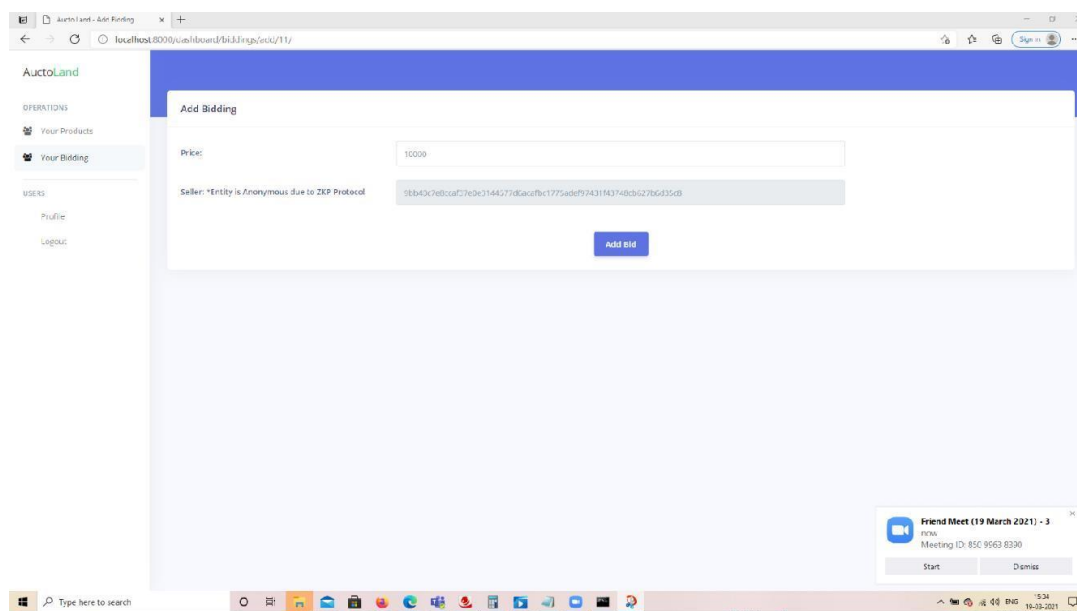 AuctoLand - Add Bidding
localhost:8000/dashboard/biddings/add/11/
Sign in
AuctoLand
OPERATIONS
Your Products
Your Bidding
USERS
Profile
Logout
Add Bidding
Price:
10000
Seller: *Entity is Anonymous due to ZKP Protocol
Add Bid
Friend Meet (19 March 2021) - 3
now
Meeting ID: 850 9963 8390
Start
Dismiss
Type here to search
ENG
15:34
19-03-2021